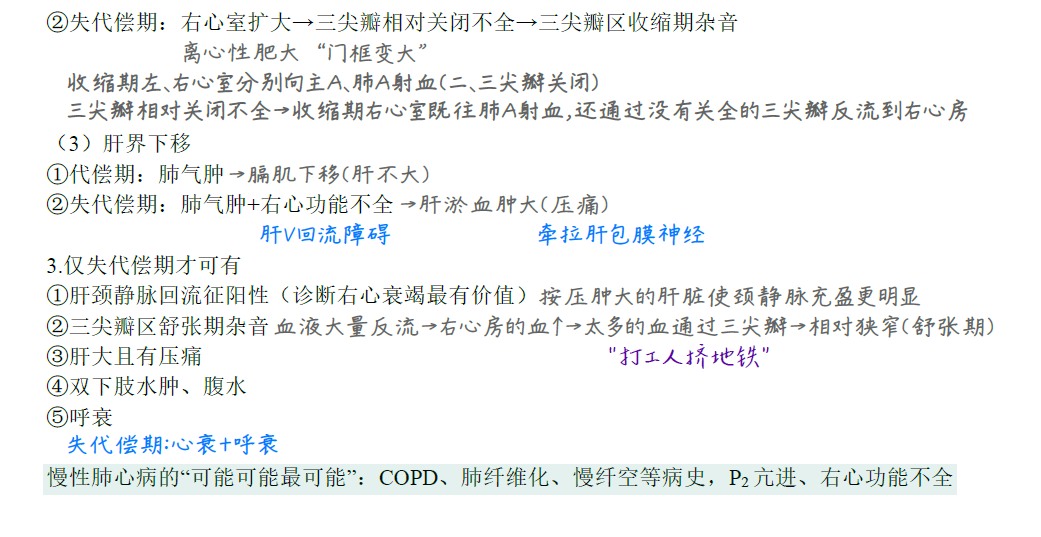 ②失代偿期：右心室扩大→三尖瓣相对关闭不全→三尖瓣区收缩期杂音
离心性肥大 “门框变大”
收缩期左、右心室分别向主A、肺A射血(二、三尖瓣关闭)
三尖瓣相对关闭不全→收缩期右心室既往肺A射血,还通过没有关全的三尖瓣反流到右心房
（3）肝界下移
①代偿期：肺气肿→膈肌下移(肝不大)
②失代偿期：肺气肿+右心功能不全→肝淤血肿大(压痛)
肝V回流障碍 牵拉肝包膜神经
3.仅失代偿期才可有
①肝颈静脉回流征阳性（诊断右心衰竭最有价值）按压肿大的肝脏使颈静脉充盈更明显
②三尖瓣区舒张期杂音 血液大量反流→右心房的血↑→太多的血通过三尖瓣→相对狭窄(舒张期)
③肝大且有压痛 "打工人挤地铁"
④双下肢水肿、腹水
⑤呼衰
失代偿期:心衰+呼衰
慢性肺心病的“可能可能最可能”：COPD、肺纤维化、慢纤空等病史，P₂亢进、右心功能不全